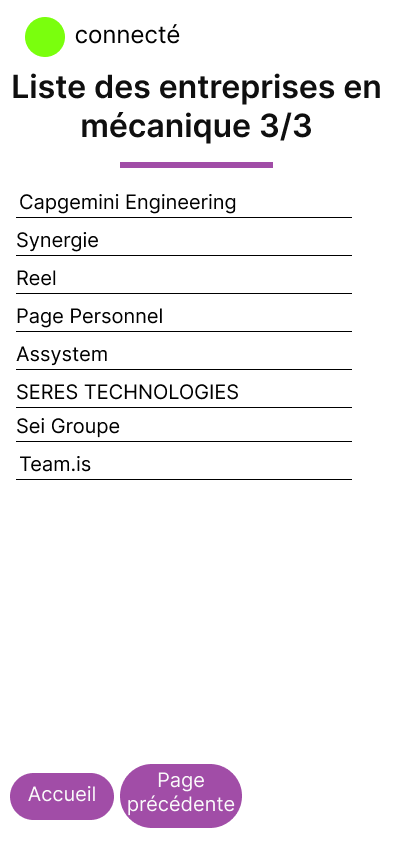 connecté
Liste des entreprises en
mécanique 3/3
Capgemini Engineering
Synergie
Reel
Page Personnel
Assystem
SERES TECHNOLOGIES
Sei Groupe
Team.is
Accueil
Page
précédente